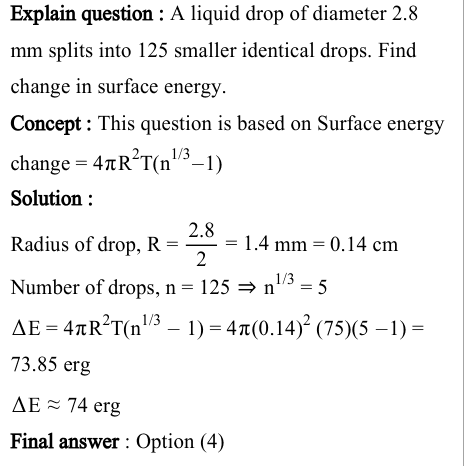 Explain question : A liquid drop of diameter 2.8
mm splits into 125 smaller identical drops. Find
change in surface energy.
Concept : This question is based on Surface energy
change = 4πR²T(n^1/3 – 1)
Solution :
Radius of drop, R = 2.8/2 = 1.4 mm = 0.14 cm
Number of drops, n = 125 ⇒ n^1/3 = 5
ΔE = 4πR²T(n^1/3 – 1) = 4π(0.14)² (75)(5 –1) =
73.85 erg
ΔE ≈ 74 erg
Final answer : Option (4)